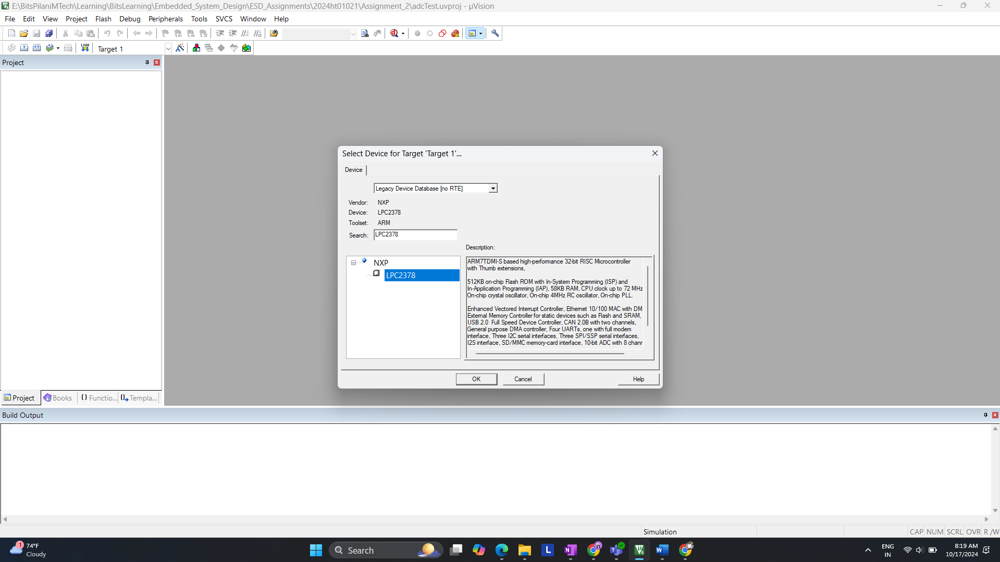 E:\BitsPilaniMTech\Learning\BitsLearning\Embedded_System_Design\ESD_Assignments\2024ht01021\Assignment_2\adcTest.uvproj - µVision
File Edit View Project Flash Debug Peripherals Tools SVCS Window Help
LOAD Target 1
Project
Select Device for Target 'Target 1'...
Device
Legacy Device Database [no RTE]
Vendor: NXP
Device: LPC2378
Toolset: ARM
Search: LPC2378
Description:
NXP
LPC2378
ARM7TDMI-S based high-performance 32-bit RISC Microcontroller
with Thumb extensions,
512KB on-chip Flash ROM with In-System Programming (ISP) and
In-Application Programming (IAP), 58KB RAM, CPU clock up to 72 MHz
On-chip crystal oscillator, On-chip 4MHz RC oscillator, On-chip PLL.
Enhanced Vectored Interrupt Controller, Ethernet 10/100 MAC with DM
External Memory Controller for static devices such as Flash and SRAM,
USB 2.0 Full Speed Device Controller, CAN 2.0B with two channels,
General purpose DMA controller, Four UARTs, one with full modem
interface, Three I2C serial interfaces, Three SPI/SSP serial interfaces,
I2S interface, SD/MMC memory-card interface, 10-bit ADC with 8 chanr
OK Cancel Help
Project Books {} Functio... Templa...
Build Output
Simulation CAP NUM SCRL OVR R /W
1 74°F
Cloudy
Search
ENG
IN
8:19 AM
10/17/2024